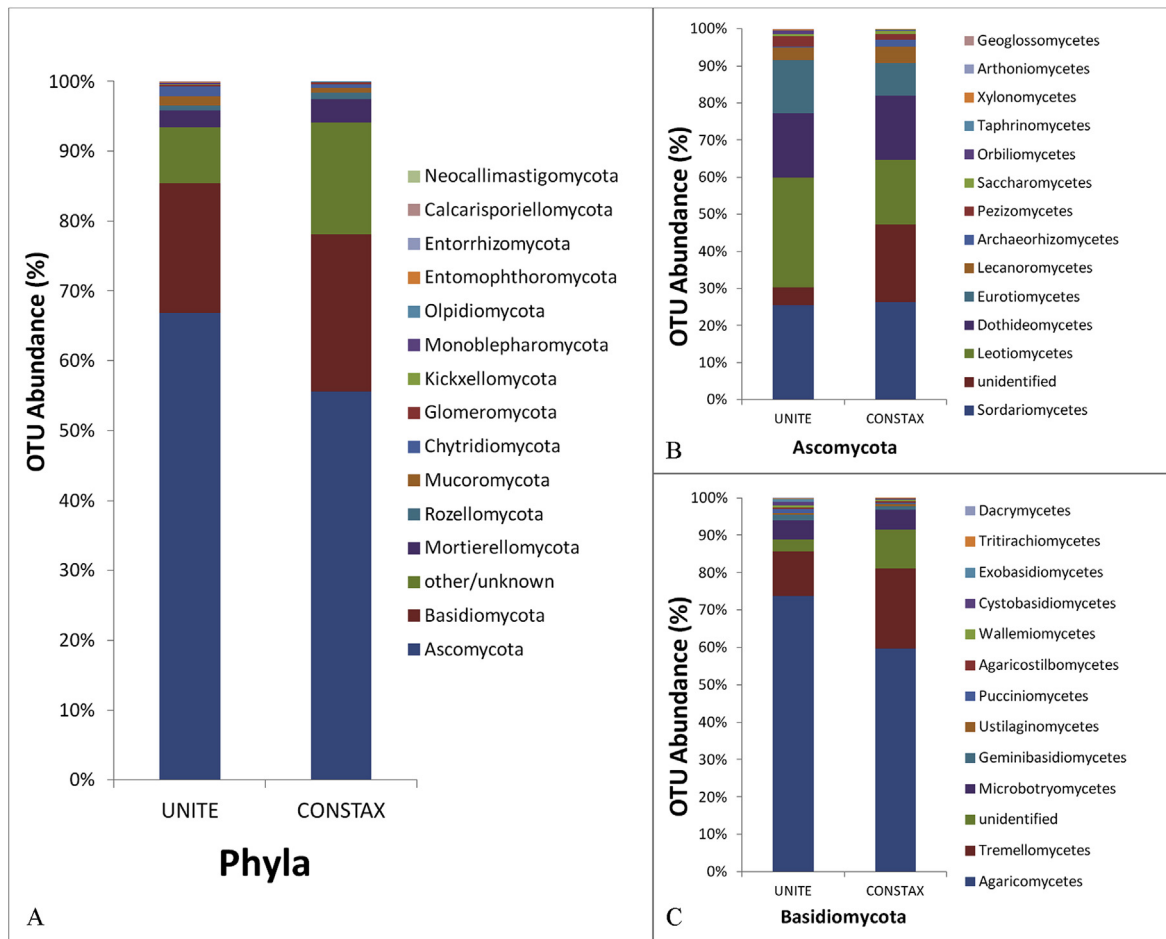 OTU Abundance (%)
100%
90%
80%
70%
60%
50%
40%
30%
20%
10%
0%
UNITE
CONSTAX
Phyla
A
Neocallimastigomycota
Calcarisporiellomycota
Entorrhizomycota
Entomophthoromycota
Olpidiomycota
Monoblepharomycota
Kickxellomycota
Glomeromycota
Chytridiomycota
Mucoromycota
Rozellomycota
Mortierellomycota
other/unknown
Basidiomycota
Ascomycota
OTU Abundance (%)
100%
90%
80%
70%
60%
50%
40%
30%
20%
10%
0%
UNITE
CONSTAX
Ascomycota
B
Geoglossomycetes
Arthoniomycetes
Xylonomycetes
Taphrinomycetes
Orbiliomycetes
Saccharomycetes
Pezizomycetes
Archaeorhizomycetes
Lecanoromycetes
Eurotiomycetes
Dothideomycetes
Leotiomycetes
unidentified
Sordariomycetes
OTU Abundance (%)
100%
90%
80%
70%
60%
50%
40%
30%
20%
10%
0%
UNITE
CONSTAX
Basidiomycota
C
Dacrymycetes
Tritirachiomycetes
Exobasidiomycetes
Cystobasidiomycetes
Wallemiomycetes
Agaricostilbomycetes
Pucciniomycetes
Ustilaginomycetes
Geminibasidiomycetes
Microbotryomycetes
unidentified
Tremellomycetes
Agaricomycetes